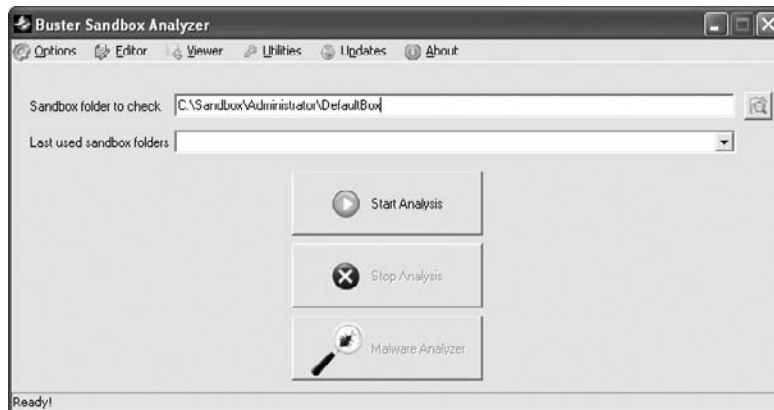 Buster Sandbox Analyzer
Options Editor Viewer Utilities Updates About
Sandbox folder to check C:\Sandbox\Administrator\DefaultBox
Last used sandbox folders
Start Analysis
Stop Analysis
Malware Analyzer
Ready!